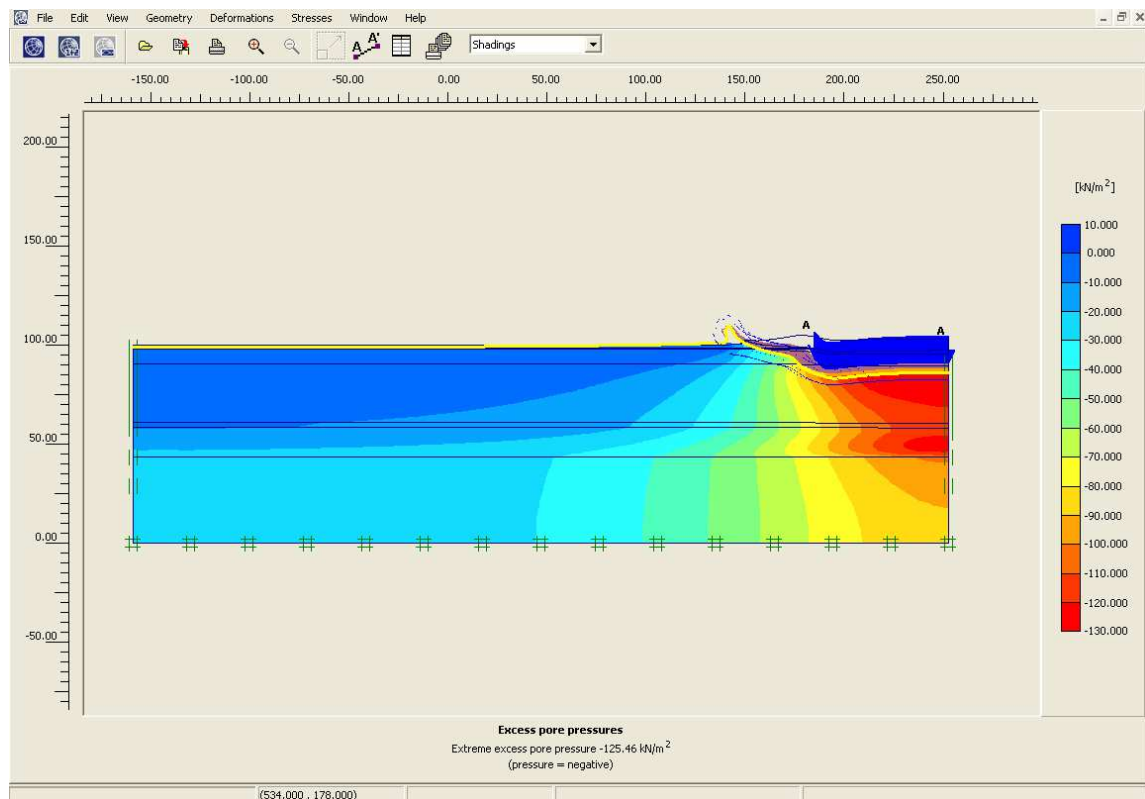 File Edit View Geometry Deformations Stresses Window Help
Shadings
-150.00 -100.00 -50.00 0.00 50.00 100.00 150.00 200.00 250.00
200.00
150.00
100.00
50.00
0.00
-50.00
A A
[kN/m²]
10.000
0.000
-10.000
-20.000
-30.000
-40.000
-50.000
-60.000
-70.000
-80.000
-90.000
-100.000
-110.000
-120.000
-130.000
Excess pore pressures
Extreme excess pore pressure -125.46 kN/m²
(pressure = negative)
(534.000 , 178.000)